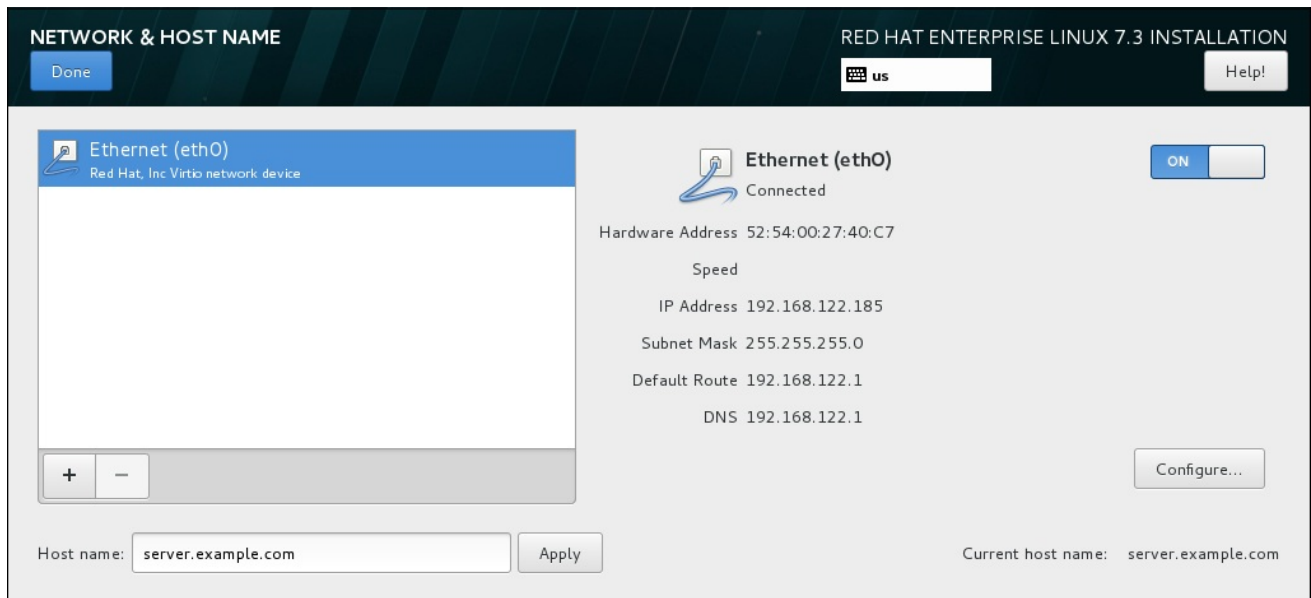 NETWORK & HOST NAME
RED HAT ENTERPRISE LINUX 7.3 INSTALLATION
Done
us
Help!
Ethernet (eth0)
Red Hat, Inc Virtio network device
Ethernet (eth0)
Connected
ON
Hardware Address 52:54:00:27:40:C7
Speed
IP Address 192.168.122.185
Subnet Mask 255.255.255.0
Default Route 192.168.122.1
DNS 192.168.122.1
+ −
Configure...
Host name: server.example.com Apply
Current host name: server.example.com